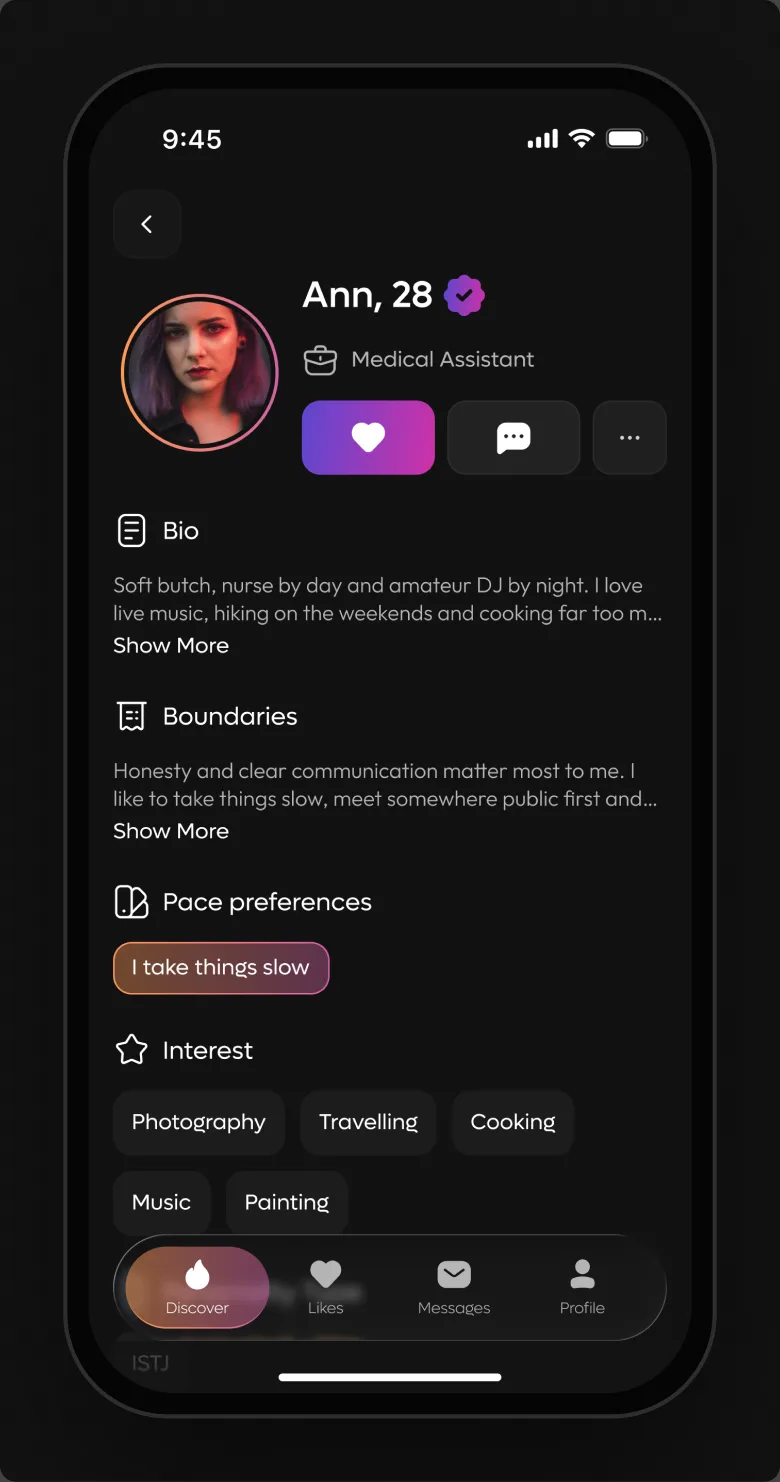 9:45
Ann, 28
Medical Assistant
Bio
Soft butch, nurse by day and amateur DJ by night. I love
live music, hiking on the weekends and cooking far too m...
Show More
Boundaries
Honesty and clear communication matter most to me. I
like to take things slow, meet somewhere public first and...
Show More
Pace preferences
I take things slow
Interest
Photography Travelling Cooking
Music Painting
Discover Likes Messages Profile
ISTJ